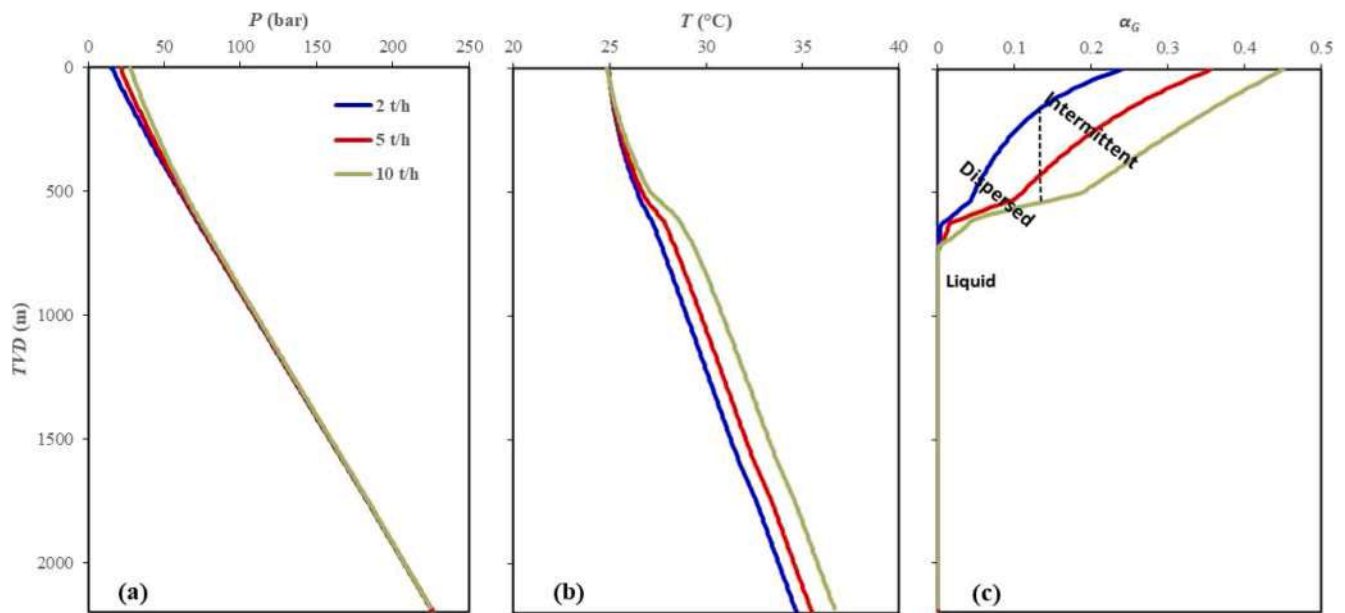 P (bar)
0 50 100 150 200 250
T (°C)
20 25 30 35 40
α_G
0 0.1 0.2 0.3 0.4 0.5
TVD (m)
0
500
1000
1500
2000
2 t/h
5 t/h
10 t/h
Intermittent
Dispersed
Liquid
(a)
(b)
(c)